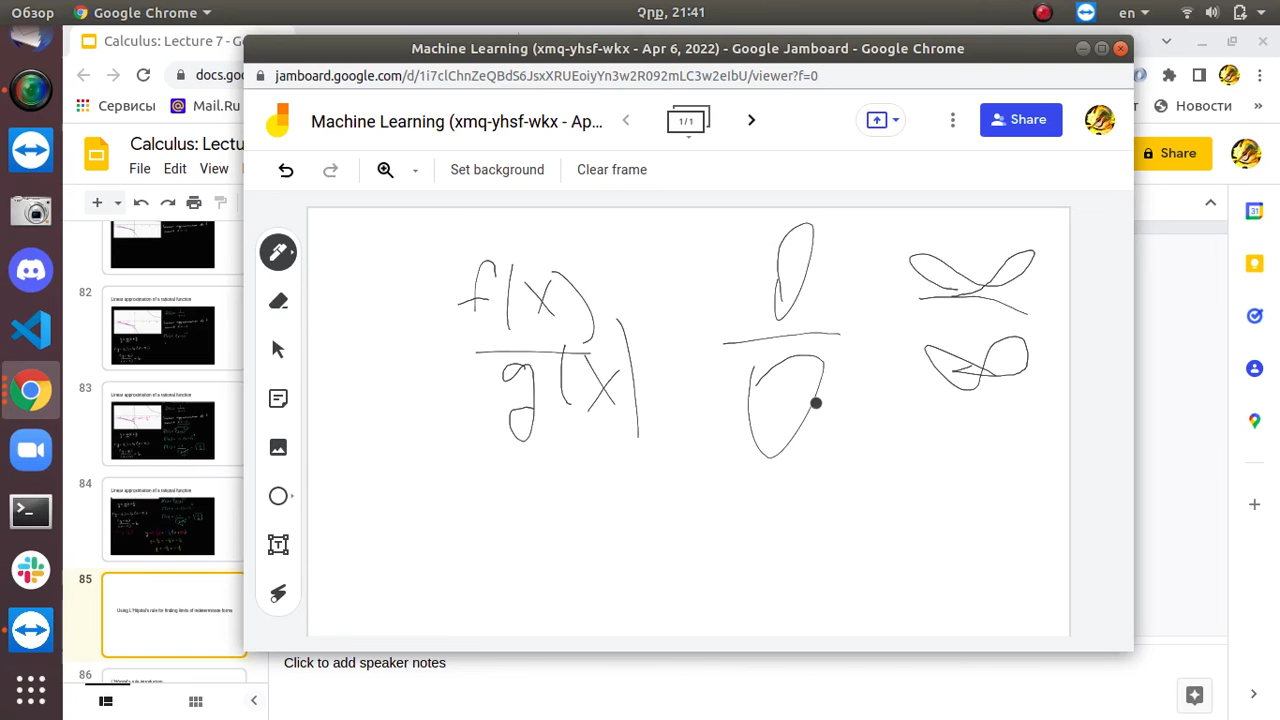 Обзор
Google Chrome
Չրք, 21:41
en
Calculus: Lecture 7 - G
Machine Learning (xmq-yhsf-wkx - Apr 6, 2022) - Google Jamboard - Google Chrome
docs.goo
jamboard.google.com/d/1i7clChnZeQBdS6JsxXRUEoiyYn3w2R092mLC3w2eIbU/viewer?f=0
Сервисы
Mail.Ru
Новости
Machine Learning (xmq-yhsf-wkx - Ap...
1/1
Share
Calculus: Lectu
Share
File Edit View
Set background
Clear frame
82
Linear approximation of a rational function
83
Linear approximation of a rational function
84
Linear approximation of a rational function
85
Using L'Hôpital's rule for finding limits of indeterminate forms
86
f(x)
g(x)
0
0
∞
∞
Click to add speaker notes